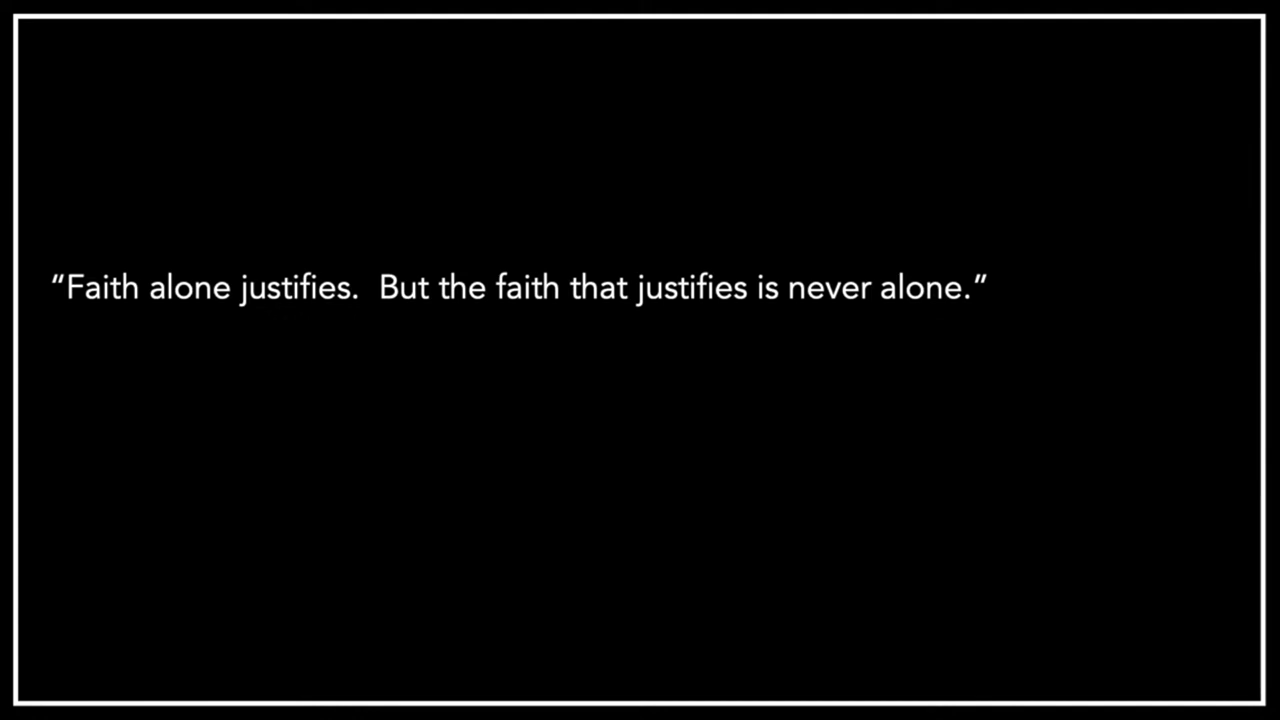 “Faith alone justifies.  But the faith that justifies is never alone.”